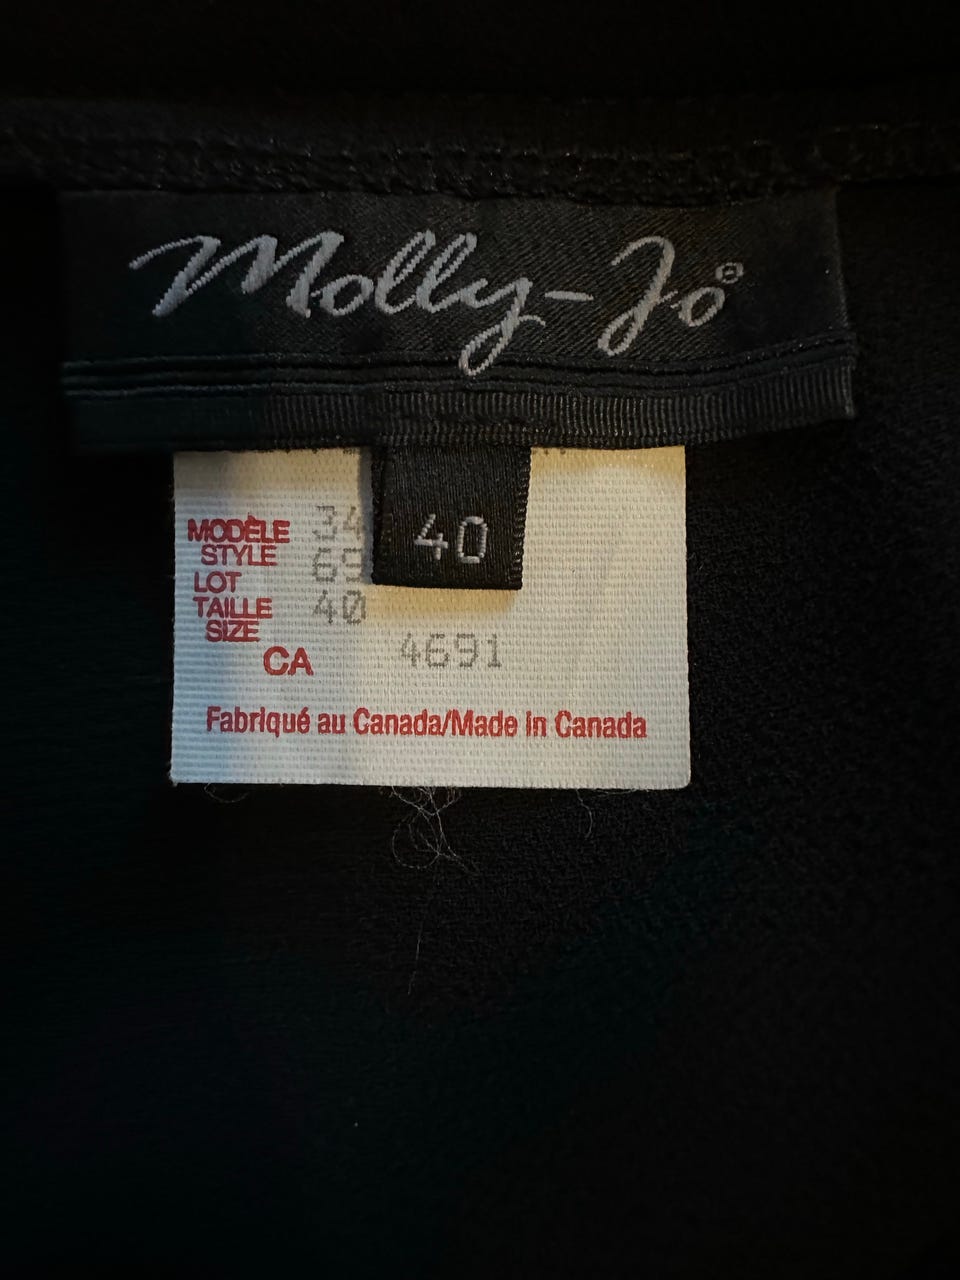 Molly-Jo®
40
MODÈLE 34
STYLE
LOT 69
TAILLE 40
SIZE
CA 4691
Fabriqué au Canada/Made in Canada